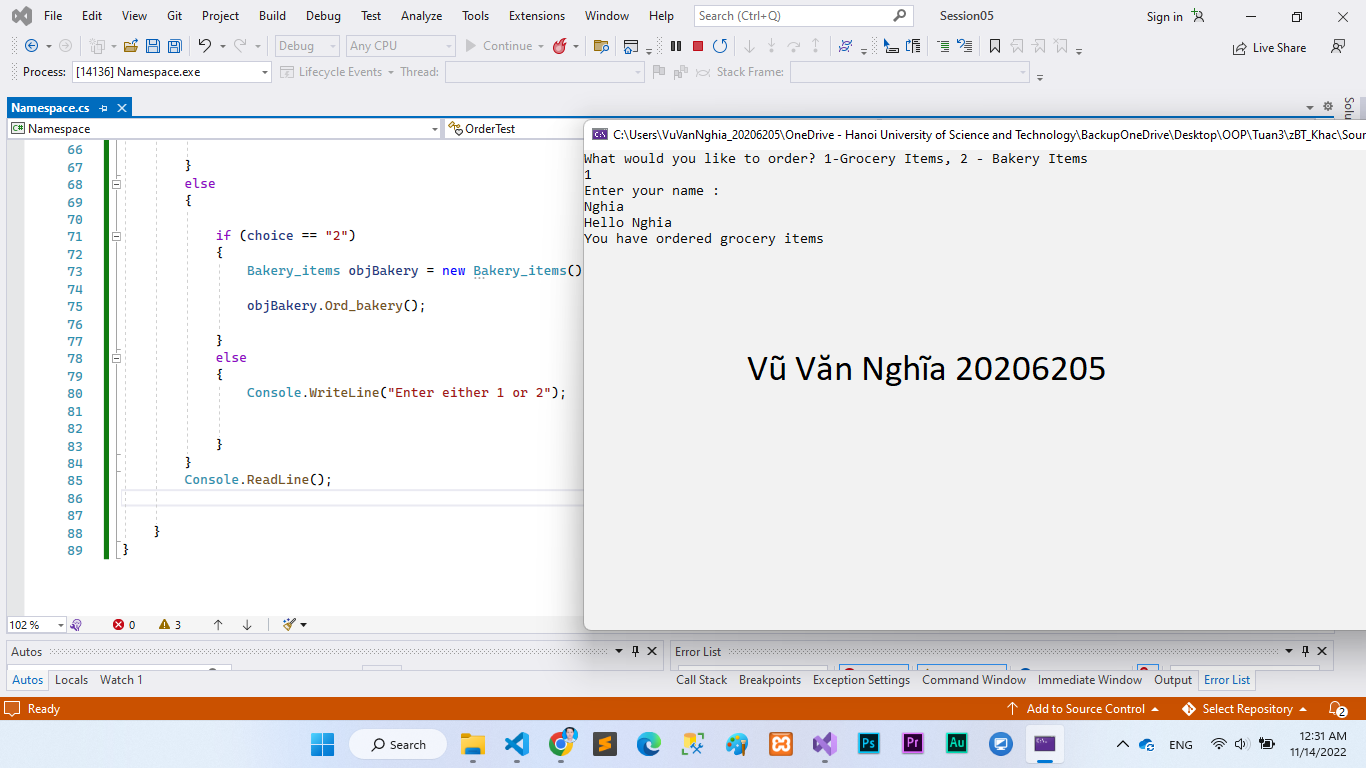 File Edit View Git Project Build Debug Test Analyze Tools Extensions Window Help Search (Ctrl+Q) Session05 Sign in
Debug Any CPU Continue Live Share
Process: [14136] Namespace.exe Lifecycle Events Thread: Stack Frame:
Namespace.cs
Namespace OrderTest
66
67 }
68 else
69 {
70
71 if (choice == "2")
72 {
73 Bakery_items objBakery = new Bakery_items()
74
75 objBakery.Ord_bakery();
76
77 }
78 else
79 {
80 Console.WriteLine("Enter either 1 or 2");
81
82
83 }
84 }
85 Console.ReadLine();
86
87
88 }
89 }
C:\Users\VuVanNghia_20206205\OneDrive - Hanoi University of Science and Technology\BackupOneDrive\Desktop\OOP\Tuan3\zBT_Khac\Sour
What would you like to order? 1-Grocery Items, 2 - Bakery Items
1
Enter your name :
Nghia
Hello Nghia
You have ordered grocery items
Vũ Văn Nghĩa 20206205
Solu
102 % 0 3
Autos
Autos Locals Watch 1
Error List
Call Stack Breakpoints Exception Settings Command Window Immediate Window Output Error List
Ready Add to Source Control Select Repository 2
Search Ps Pr Au ENG 12:31 AM
11/14/2022